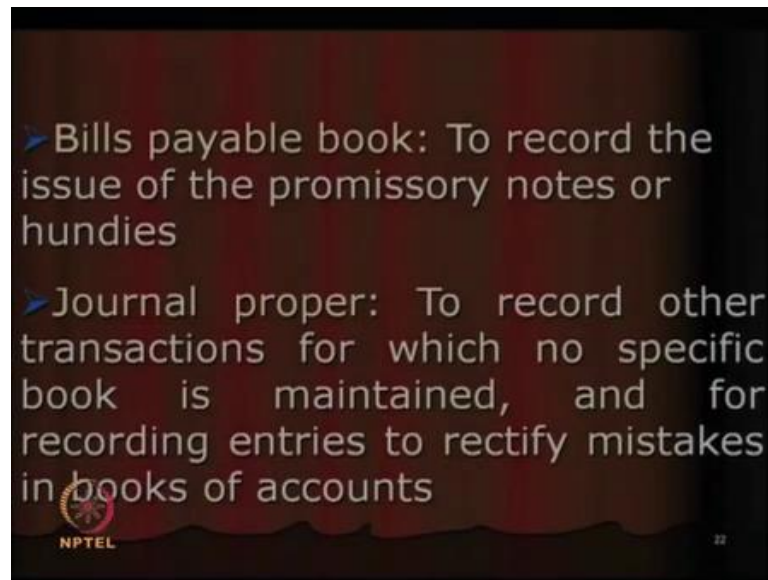 ➢Bills payable book: To record the
issue of the promissory notes or
hundies
➢Journal proper: To record other
transactions for which no specific
book is maintained, and for
recording entries to rectify mistakes
in books of accounts
NPTEL
22